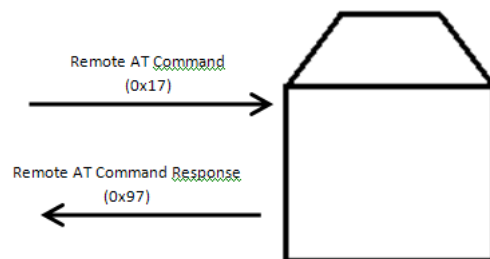 Remote AT Command
(0x17)
Remote AT Command Response
(0x97)